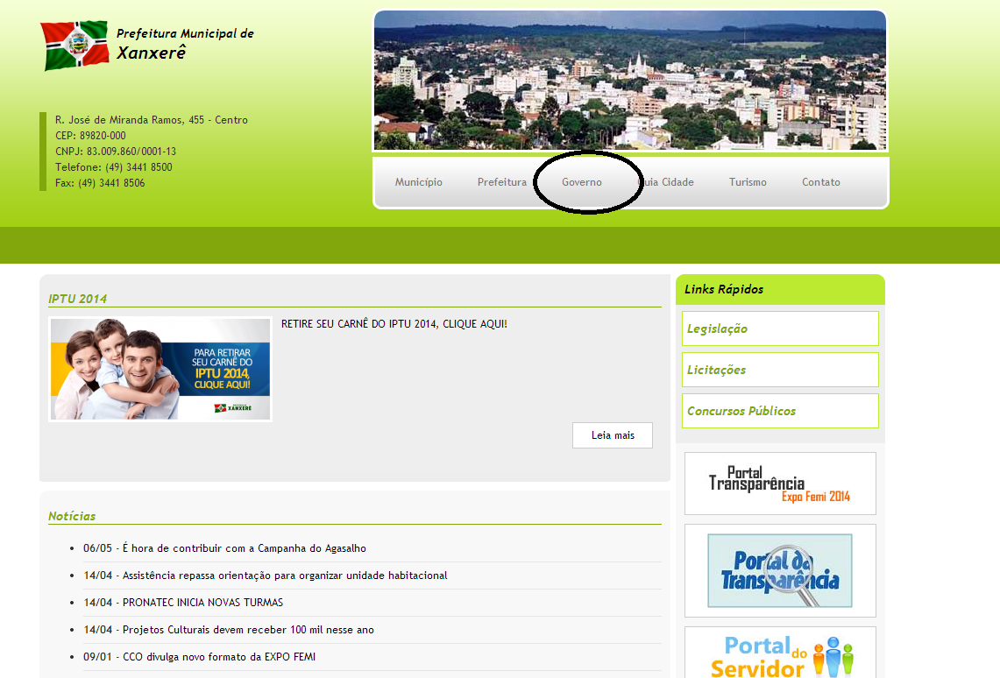 Prefeitura Municipal de
Xanxerê
R. José de Miranda Ramos, 455 - Centro
CEP: 89820-000
CNPJ: 83.009.860/0001-13
Telefone: (49) 3441 8500
Fax: (49) 3441 8506
Município Prefeitura Governo uia Cidade Turismo Contato
IPTU 2014
PARA RETIRAR
SEU CARNÊ DO
IPTU 2014,
CLIQUE AQUI!
XANXERÊ
RETIRE SEU CARNÊ DO IPTU 2014, CLIQUE AQUI!
Leia mais
Notícias
06/05 - É hora de contribuir com a Campanha do Agasalho
14/04 - Assistência repassa orientação para organizar unidade habitacional
14/04 - PRONATEC INICIA NOVAS TURMAS
14/04 - Projetos Culturais devem receber 100 mil nesse ano
09/01 - CCO divulga novo formato da EXPO FEMI
Links Rápidos
Legislação
Licitações
Concursos Públicos
Portal
Transparência
Expo Femi 2014
Portal da
Transparência
Portal do
Servidor